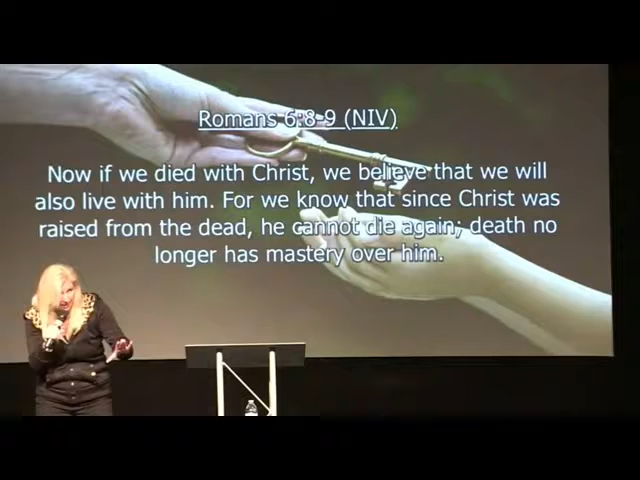 Romans 6:8-9 (NIV)
Now if we died with Christ, we believe that we will
also live with him. For we know that since Christ was
raised from the dead, he cannot die again; death no
longer has mastery over him.